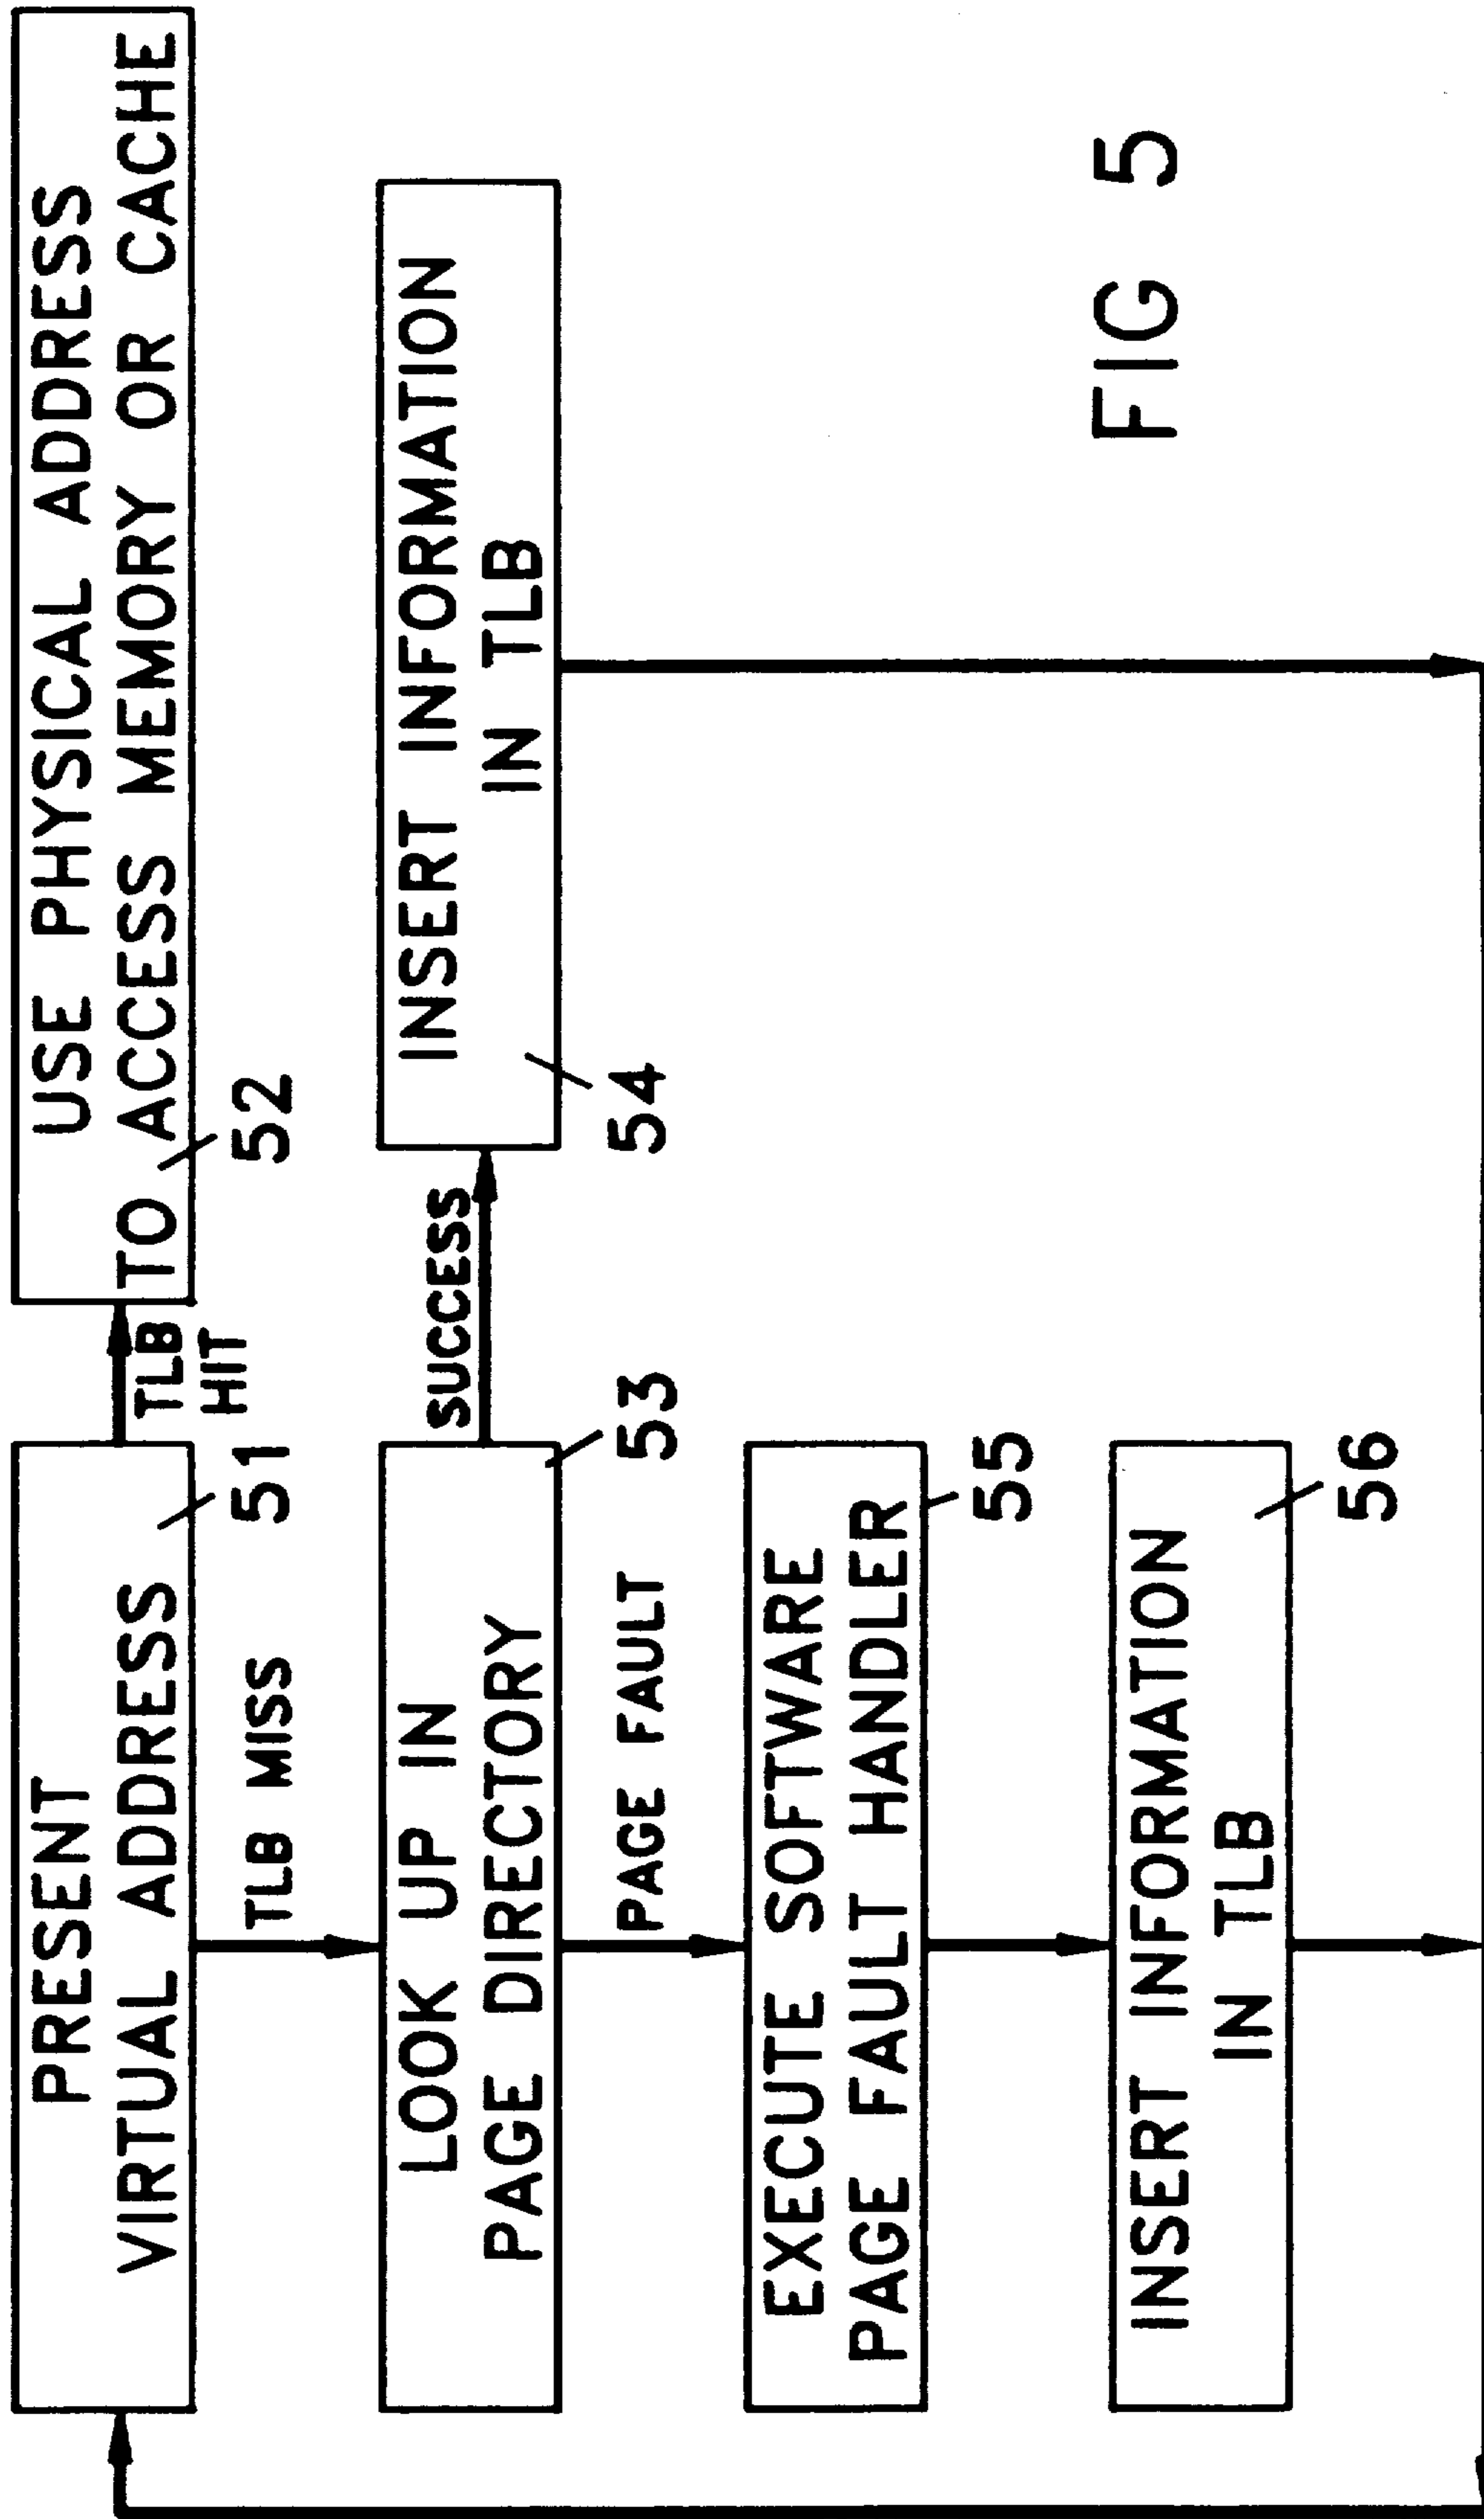 PRESENT
VIRTUAL ADDRESS
51
TLB
HIT
USE PHYSICAL ADDRESS
TO ACCESS MEMORY OR CACHE
52
TLB MISS
LOOK UP IN
PAGE DIRECTORY
53
SUCCESS
INSERT INFORMATION
IN TLB
54
PAGE FAULT
EXECUTE SOFTWARE
PAGE FAULT HANDLER
55
INSERT INFORMATION
IN TLB
56
FIG 5